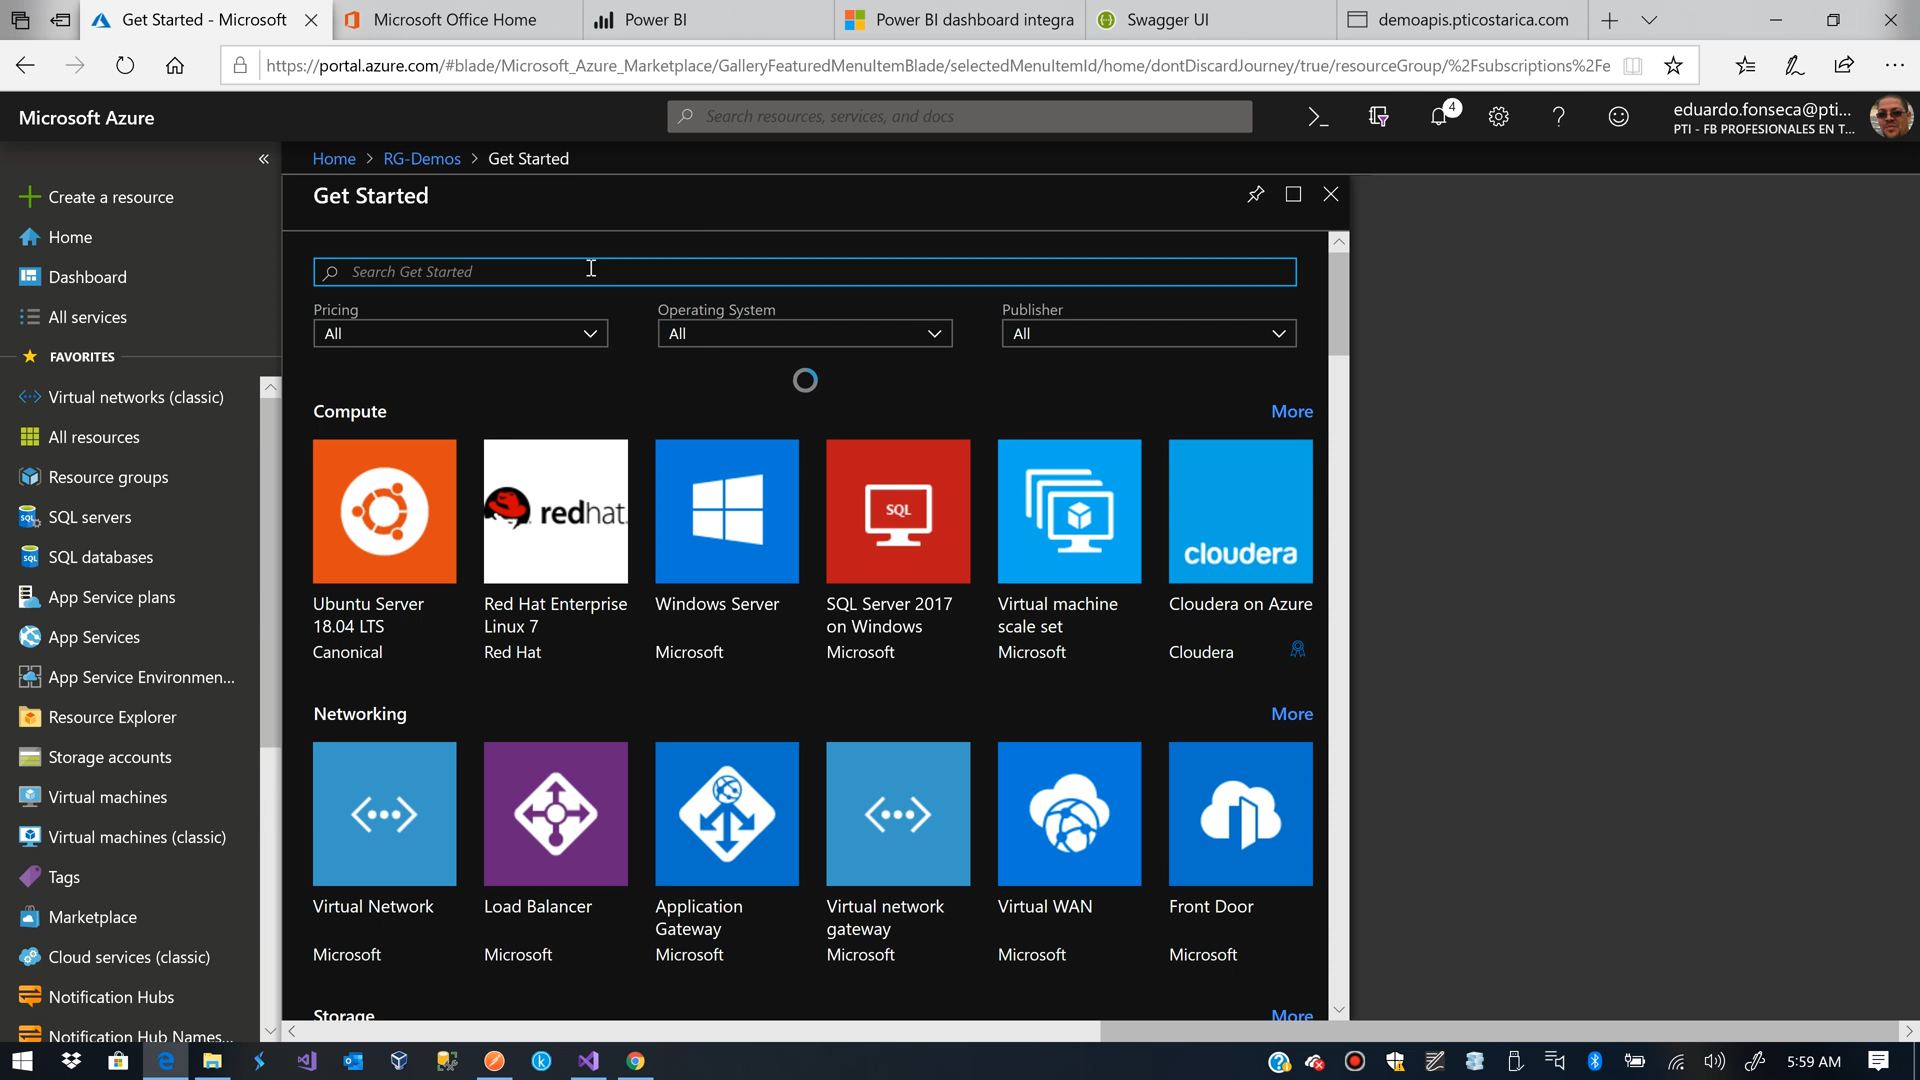 Get Started - Microsoft
Microsoft Office Home
Power BI
Power BI dashboard integra
Swagger UI
demoapis.pticostarica.com
https://portal.azure.com/#blade/Microsoft_Azure_Marketplace/GalleryFeaturedMenuItemBlade/selectedMenuItemId/home/dontDiscardJourney/true/resourceGroup/%2Fsubscriptions%2Fe
Microsoft Azure
Search resources, services, and docs
4
eduardo.fonseca@pti...
PTI - FB PROFESIONALES EN T...
Home > RG-Demos > Get Started
Create a resource
Home
Dashboard
All services
FAVORITES
Virtual networks (classic)
All resources
Resource groups
SQL servers
SQL databases
App Service plans
App Services
App Service Environmen...
Resource Explorer
Storage accounts
Virtual machines
Virtual machines (classic)
Tags
Marketplace
Cloud services (classic)
Notification Hubs
Notification Hub Names...
Get Started
Search Get Started
Pricing
All
Operating System
All
Publisher
All
Compute
More
redhat.
SQL
cloudera
Ubuntu Server
18.04 LTS
Canonical
Red Hat Enterprise
Linux 7
Red Hat
Windows Server
Microsoft
SQL Server 2017
on Windows
Microsoft
Virtual machine
scale set
Microsoft
Cloudera on Azure
Cloudera
Networking
More
Virtual Network
Microsoft
Load Balancer
Microsoft
Application
Gateway
Microsoft
Virtual network
gateway
Microsoft
Virtual WAN
Microsoft
Front Door
Microsoft
Storage
More
5:59 AM